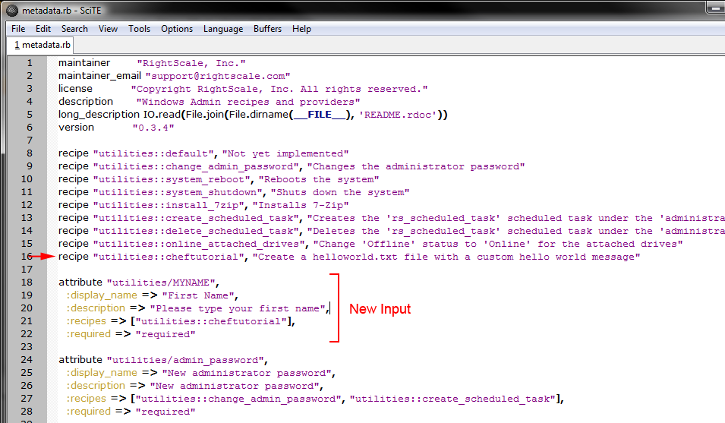 metadata.rb - SciTE
File Edit Search View Tools Options Language Buffers Help
1 metadata.rb
1 maintainer "RightScale, Inc."
2 maintainer_email "support@rightscale.com"
3 license "Copyright RightScale, Inc. All rights reserved."
4 description "Windows Admin recipes and providers"
5 long_description IO.read(File.join(File.dirname(__FILE__), 'README.rdoc'))
6 version "0.3.4"
7
8 recipe "utilities::default", "Not yet implemented"
9 recipe "utilities::change_admin_password", "Changes the administrator password"
10 recipe "utilities::system_reboot", "Reboots the system"
11 recipe "utilities::system_shutdown", "Shuts down the system"
12 recipe "utilities::install_7zip", "Installs 7-Zip"
13 recipe "utilities::create_scheduled_task", "Creates the 'rs_scheduled_task' scheduled task under the 'administra
14 recipe "utilities::delete_scheduled_task", "Deletes the 'rs_scheduled_task' scheduled task under the 'administra
15 recipe "utilities::online_attached_drives", "Change 'Offline' status to 'Online' for the attached drives"
16 recipe "utilities::cheftutorial", "Create a helloworld.txt file with a custom hello world message"
17
18 attribute "utilities/MYNAME",
19 :display_name => "First Name",
20 :description => "Please type your first name",
21 :recipes => ["utilities::cheftutorial"],
22 :required => "required"
New Input
23
24 attribute "utilities/admin_password",
25 :display_name => "New administrator password",
26 :description => "New administrator password",
27 :recipes => ["utilities::change_admin_password", "utilities::create_scheduled_task"],
28 :required => "required"